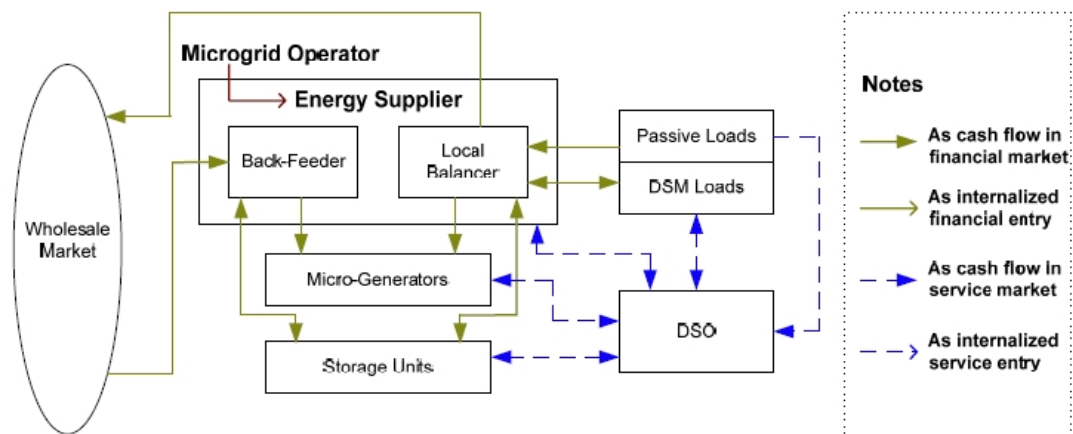 Microgrid Operator
Energy Supplier
Back-Feeder
Local
Balancer
Passive Loads
DSM Loads
Wholesale
Market
Micro-Generators
Storage Units
DSO
Notes
As cash flow in
financial market
As internalized
financial entry
As cash flow in
service market
As internalized
service entry